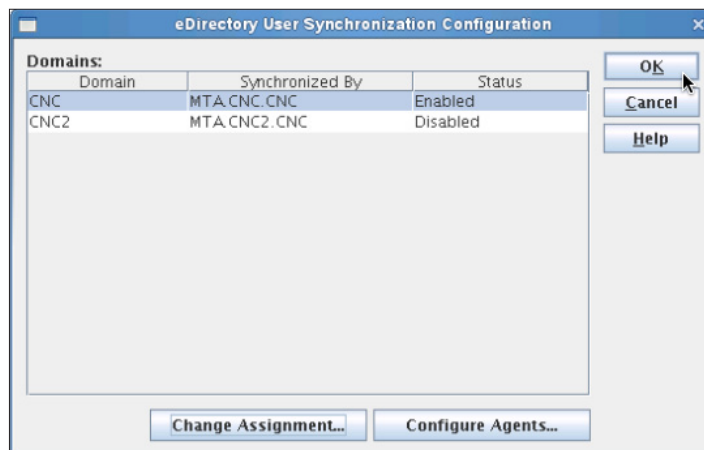 eDirectory User Synchronization Configuration
Domains:
Domain Synchronized By Status
CNC MTA.CNC.CNC Enabled
CNC2 MTA.CNC2.CNC Disabled
OK
Cancel
Help
Change Assignment... Configure Agents...